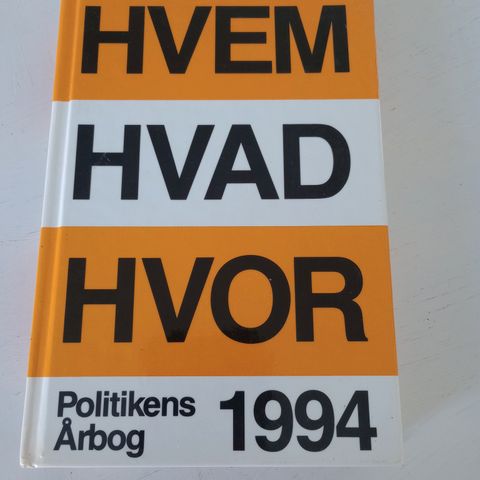 HVEM
HVAD
HVOR
Politikens
Årbog 1994